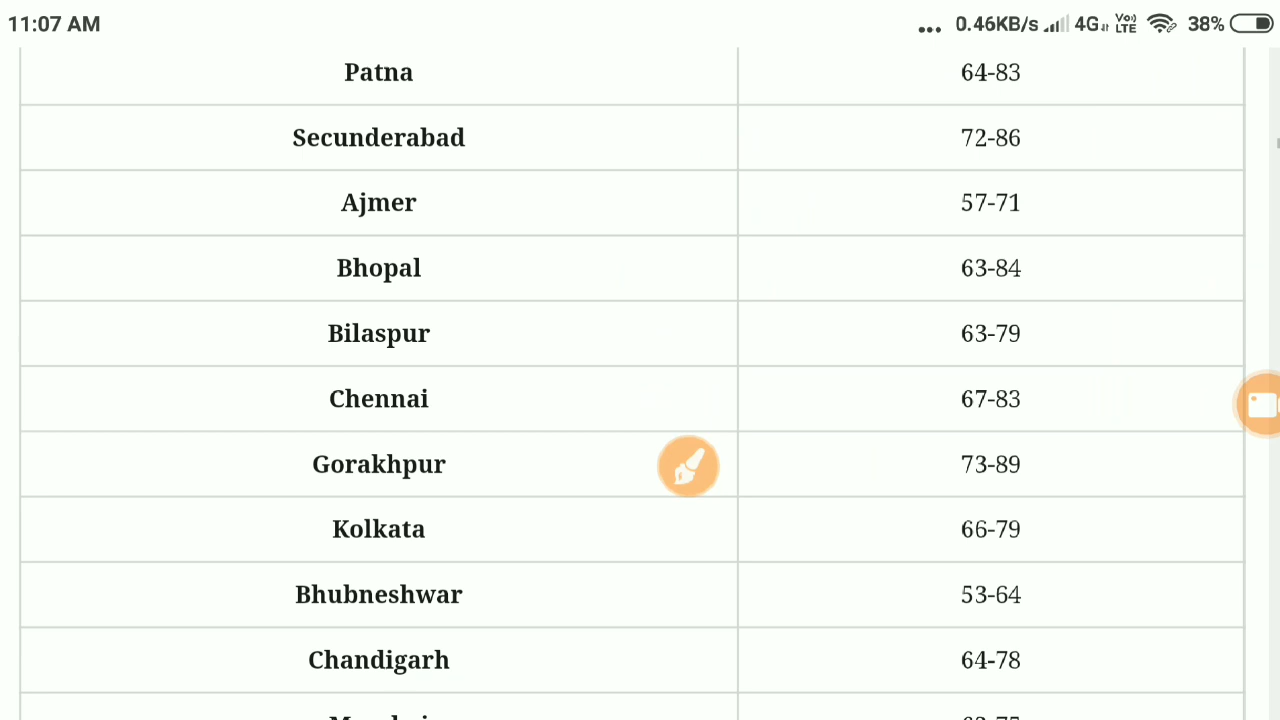 11:07 AM ... 0.46KB/s 4G VoLTE 38%
Patna 64-83
Secunderabad 72-86
Ajmer 57-71
Bhopal 63-84
Bilaspur 63-79
Chennai 67-83
Gorakhpur 73-89
Kolkata 66-79
Bhubneshwar 53-64
Chandigarh 64-78